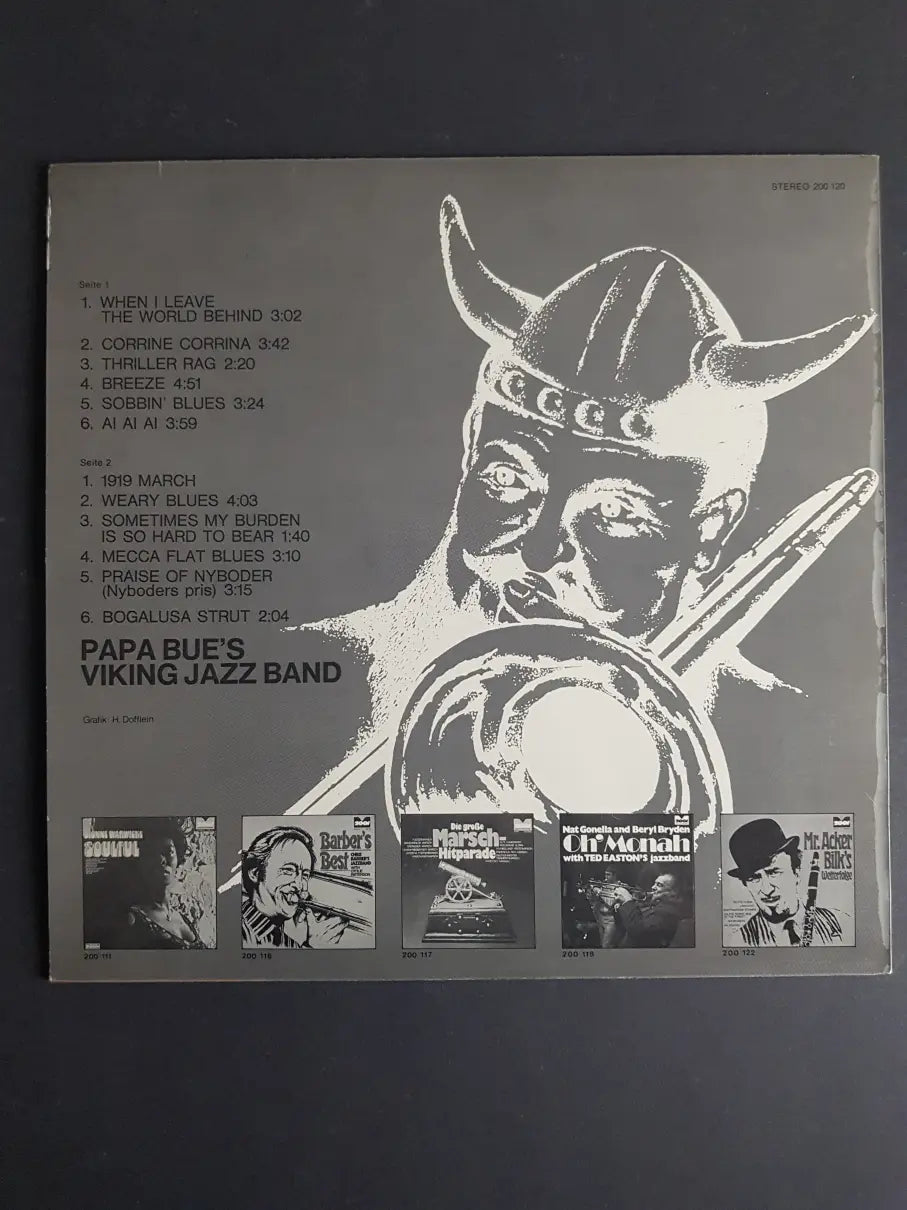 STEREO 200 120
Seite 1
1. WHEN I LEAVE
THE WORLD BEHIND 3:02
2. CORRINE CORRINA 3:42
3. THRILLER RAG 2:20
4. BREEZE 4:51
5. SOBBIN' BLUES 3:24
6. AI AI AI 3:59
Seite 2
1. 1919 MARCH
2. WEARY BLUES 4:03
3. SOMETIMES MY BURDEN
IS SO HARD TO BEAR 1:40
4. MECCA FLAT BLUES 3:10
5. PRAISE OF NYBODER
(Nyboders pris) 3:15
6. BOGALUSA STRUT 2:04
PAPA BUE'S
VIKING JAZZ BAND
Grafik H. Dofflein
SOULFUL
200 111
Barber's
Best
200 116
Die große
Marsch-
Hitparade
200 117
Nat Gonella and Beryl Bryden
Oh' Monah
with TED EASTON'S jazzband
200 118
Mr. Acker
Bilk's
Welterfolge
200 122